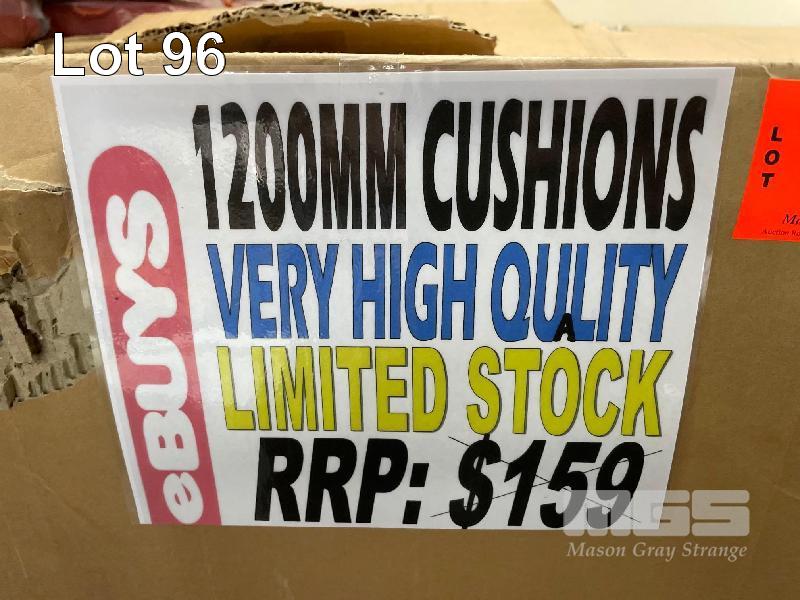 Lot 96
1200MM CUSHIONS
VERY HIGH QULITY
A
LIMITED STOCK
RRP: $159
eBUYS
LOT
MGS
Mason Gray Strange